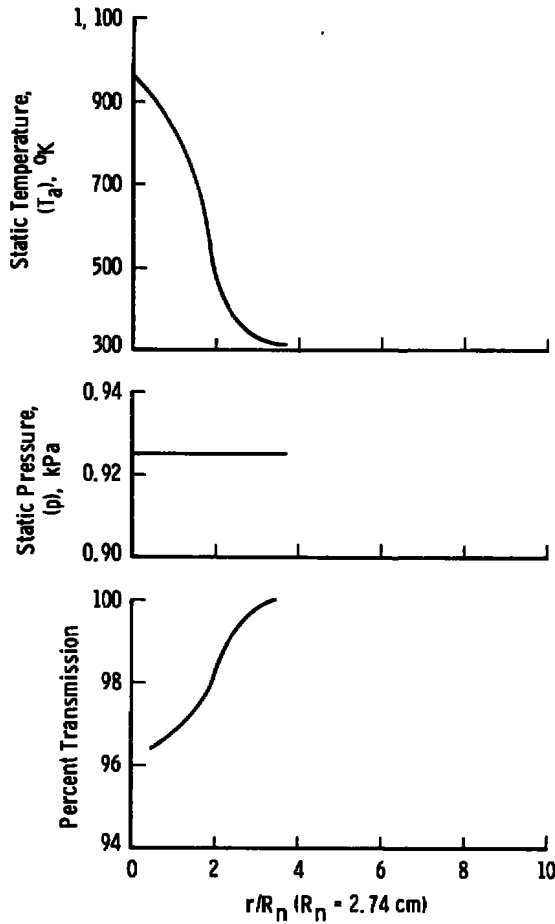 Static Temperature,
(Tₐ), °K
1,100
900
700
500
300
Static Pressure,
(p), kPa
0.94
0.92
0.90
Percent Transmission
100
98
96
94
0 2 4 6 8 10
r/Rₙ (Rₙ = 2.74 cm)